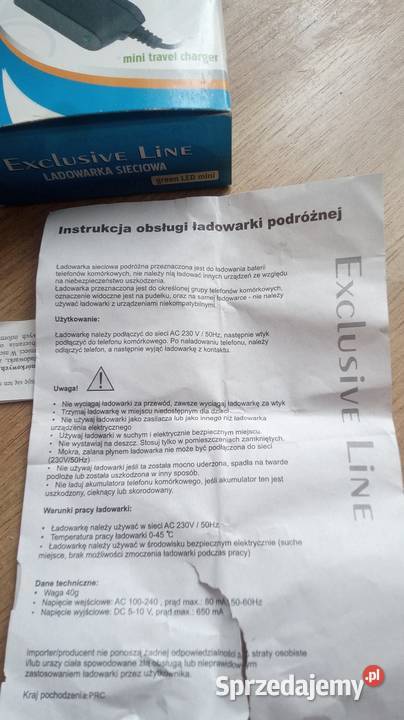 mini travel charger
EXCLUSIVE LINE
ŁADOWARKA SIECIOWA
green LED mini
Instrukcja obsługi ładowarki podróżnej
EXCLUSIVE LINE
Ładowarka sieciowa podróżna przeznaczona jest do ładowania baterii
telefonów komórkowych, nie należy nią ładować innych urządzeń ze względu
na niebezpieczeństwo uszkodzenia.
Ładowarka przeznaczona jest do określonej grupy telefonów komórkowych,
oznaczenie widoczne jest na pudełku, oraz na samej ładowarce - nie należy
używać ładowarki z urządzeniami niekompatybilnymi.
Użytkowanie:
Ładowarkę należy podłączyć do sieci AC 230 V / 50Hz, następnie wtyk
podłączyć do telefonu komórkowego. Po naładowaniu telefonu, należy
odłączyć telefon, a następnie wyjąć ładowarkę z kontaktu.
Uwaga!
• Nie wyciągaj ładowarki za przewód, zawsze wyciągaj ładowarkę za wtyk
• Trzymaj ładowarkę w miejscu niedostępnym dla dzieci
• Nie używaj ładowarki jako zasilacza lub jako innego niż ładowarka
urządzenia elektrycznego
• Używaj ładowarki w suchym i elektrycznie bezpiecznym miejscu.
• Nie wystawiaj na deszcz. Stosuj tylko w pomieszczeniach zamkniętych.
• Mokra, zalana płynem ładowarka nie może być podłączona do sieci
(230V/50Hz)
• Nie używaj ładowarki jeśli ta została mocno uderzona, spadła na twarde
podłoże lub została uszkodzona w inny sposób.
• Nie ładuj akumulatora telefonu komórkowego, jeśli akumulator ten jest
uszkodzony, cieknący lub skorodowany.
Warunki pracy ładowarki:
• Ładowarkę należy używać w sieci AC 230V / 50Hz
• Temperatura pracy ładowarki 0-45 °C
• Ładowarkę należy używać w środowisku bezpiecznym elektrycznie (suche
miejsce, brak możliwości zmoczenia ładowarki podczas pracy)
Dane techniczne:
• Waga 40g
• Napięcie wejściowe: AC 100-240 , prąd max.: 80 mA 50-60Hz
• Napięcie wyjściowe: DC 5-10 V, prąd max.: 650 mA
Importer/producent nie ponoszą żadnej odpowiedzialności straty osobiste
i/lub urazy ciała spowodowane złą obsługą lub nieprawidłowym
zastosowaniem ładowarki przez użytkownika.
Kraj pochodzenia PRC
Sprzedajemy.pl